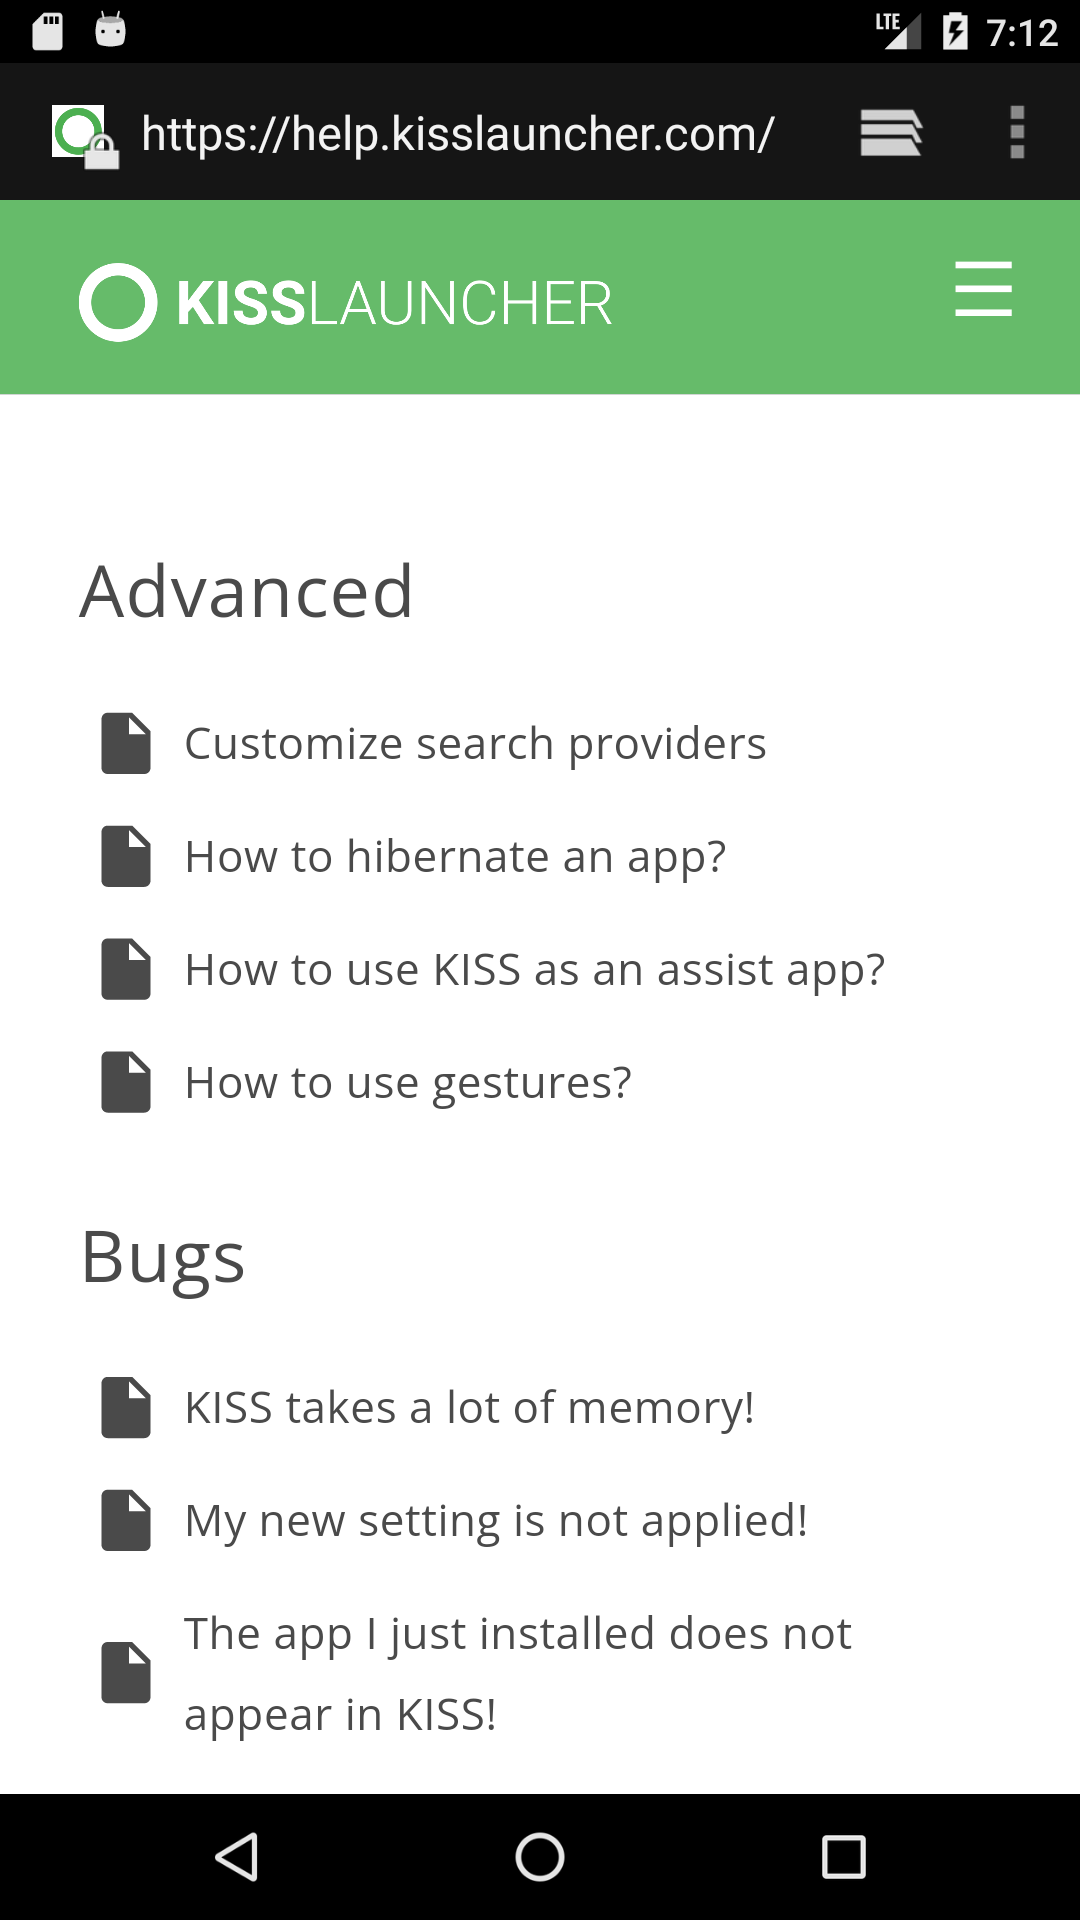 LTE 7:12
https://help.kisslauncher.com/
KISSLAUNCHER
Advanced
Customize search providers
How to hibernate an app?
How to use KISS as an assist app?
How to use gestures?
Bugs
KISS takes a lot of memory!
My new setting is not applied!
The app I just installed does not
appear in KISS!